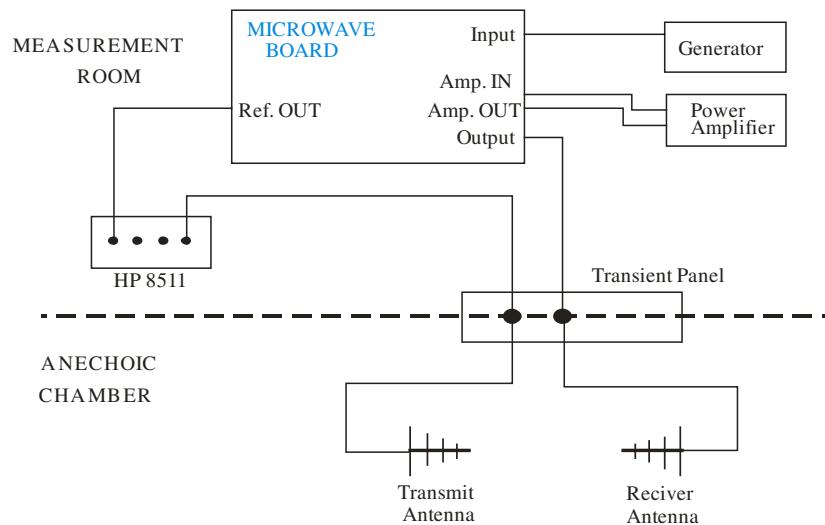 MEASUREMENT
ROOM
MICROWAVE
BOARD
Input
Generator
Amp. IN
Ref. OUT
Amp. OUT
Output
Power
Amplifier
HP 8511
Transient Panel
ANECHOIC
CHAMBER
Transmit
Antenna
Reciver
Antenna